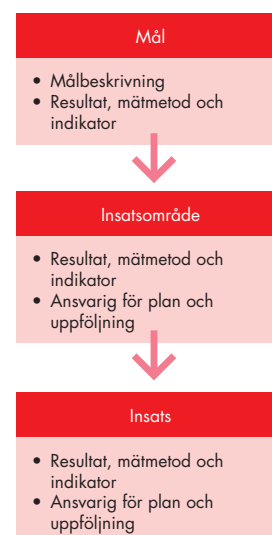 Mål
• Målbeskrivning
• Resultat, mätmetod och
indikator
Insatsområde
• Resultat, mätmetod och
indikator
• Ansvarig för plan och
uppföljning
Insats
• Resultat, mätmetod och
indikator
• Ansvarig för plan och
uppföljning